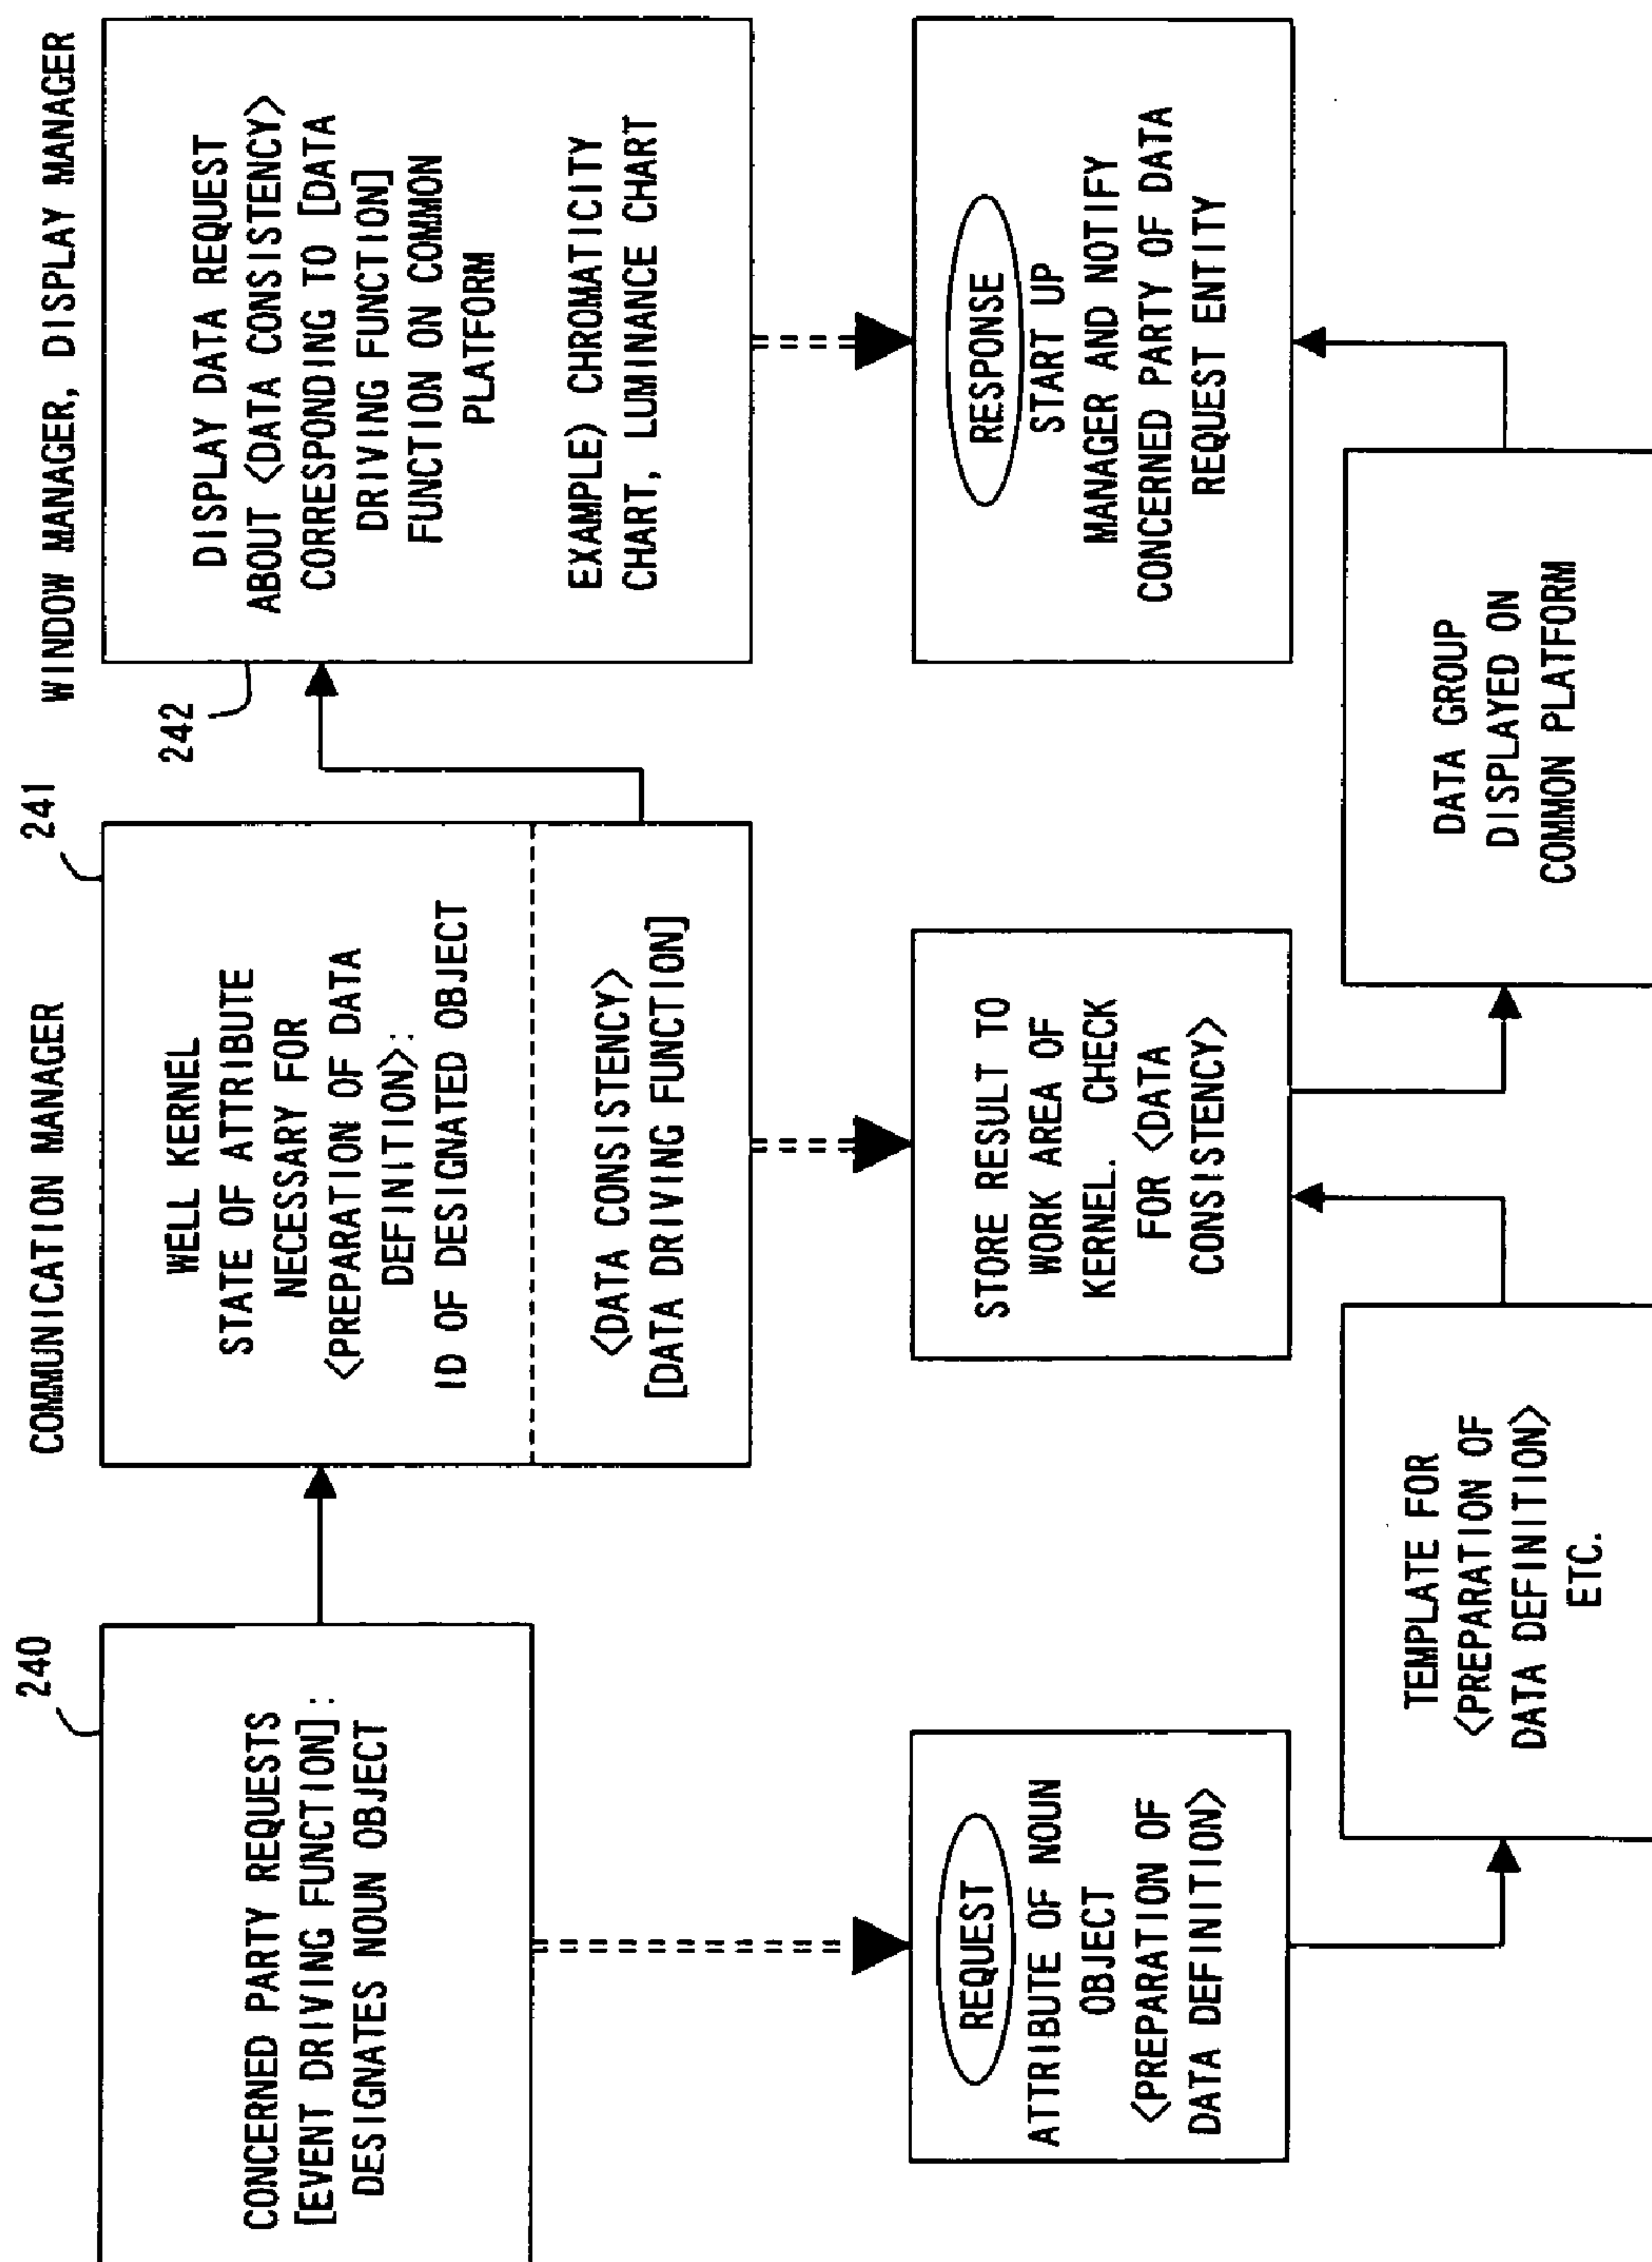 240
CONCERNED PARTY REQUESTS
[EVENT DRIVING FUNCTION]:
DESIGNATES NOUN OBJECT
COMMUNICATION MANAGER
241
WELL KERNEL
STATE OF ATTRIBUTE
NECESSARY FOR
<PREPARATION OF DATA
DEFINITION>:
ID OF DESIGNATED OBJECT
<DATA CONSISTENCY>
[DATA DRIVING FUNCTION]
WINDOW MANAGER, DISPLAY MANAGER
242
DISPLAY DATA REQUEST
ABOUT <DATA CONSISTENCY>
CORRESPONDING TO [DATA
DRIVING FUNCTION]
FUNCTION ON COMMON
PLATFORM
EXAMPLE) CHROMATICITY
CHART, LUMINANCE CHART
REQUEST
ATTRIBUTE OF NOUN
OBJECT
<PREPARATION OF
DATA DEFINITION>
STORE RESULT TO
WORK AREA OF
KERNEL. CHECK
FOR <DATA
CONSISTENCY>
RESPONSE
START UP
MANAGER AND NOTIFY
CONCERNED PARTY OF DATA
REQUEST ENTITY
TEMPLATE FOR
<PREPARATION OF
DATA DEFINITION>
ETC.
DATA GROUP
DISPLAYED ON
COMMON PLATFORM